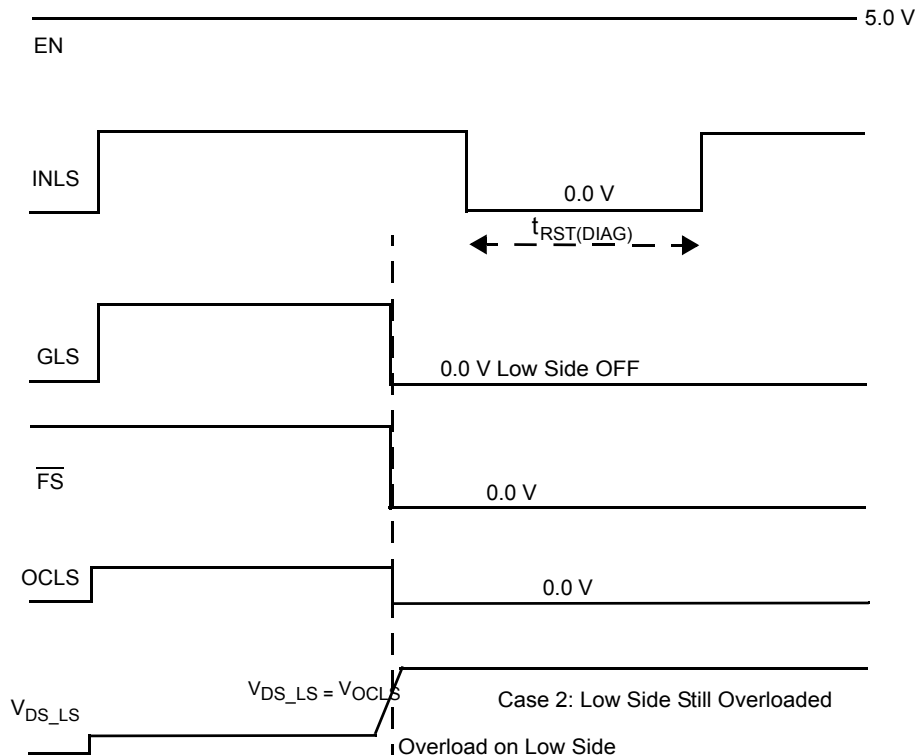 5.0 V
EN
INLS
0.0 V
tRST(DIAG)
GLS
0.0 V Low Side OFF
FS
0.0 V
OCLS
0.0 V
VDS_LS = VOCLS
Case 2: Low Side Still Overloaded
VDS_LS
Overload on Low Side